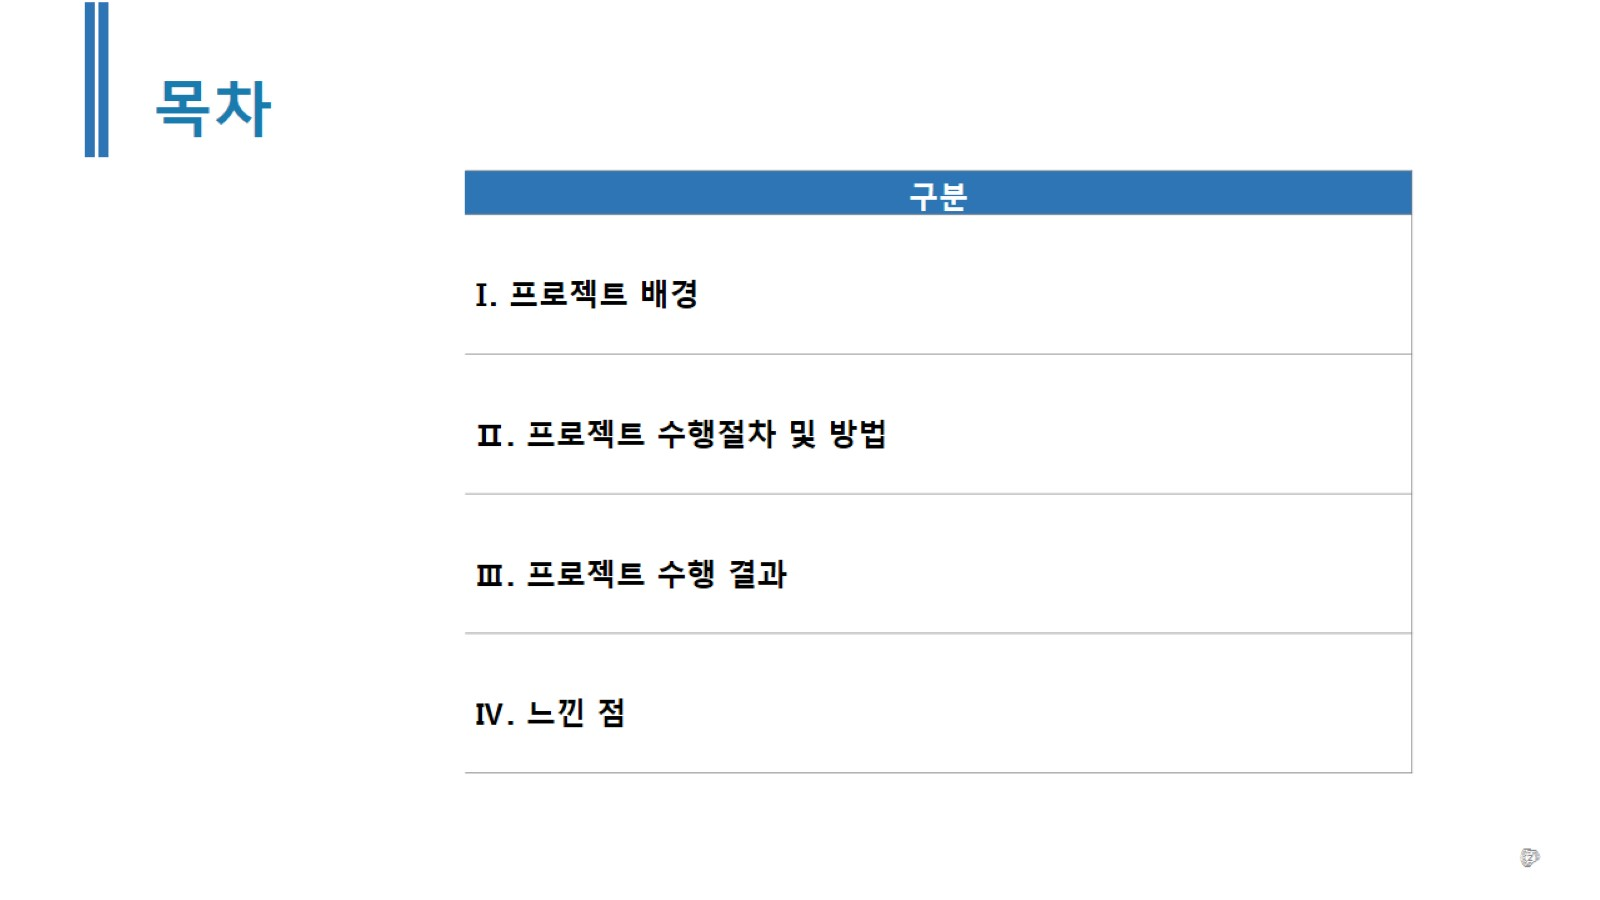 목차
구분
Ⅰ. 프로젝트 배경
Ⅱ. 프로젝트 수행절차 및 방법
Ⅲ. 프로젝트 수행 결과
Ⅳ. 느낀 점